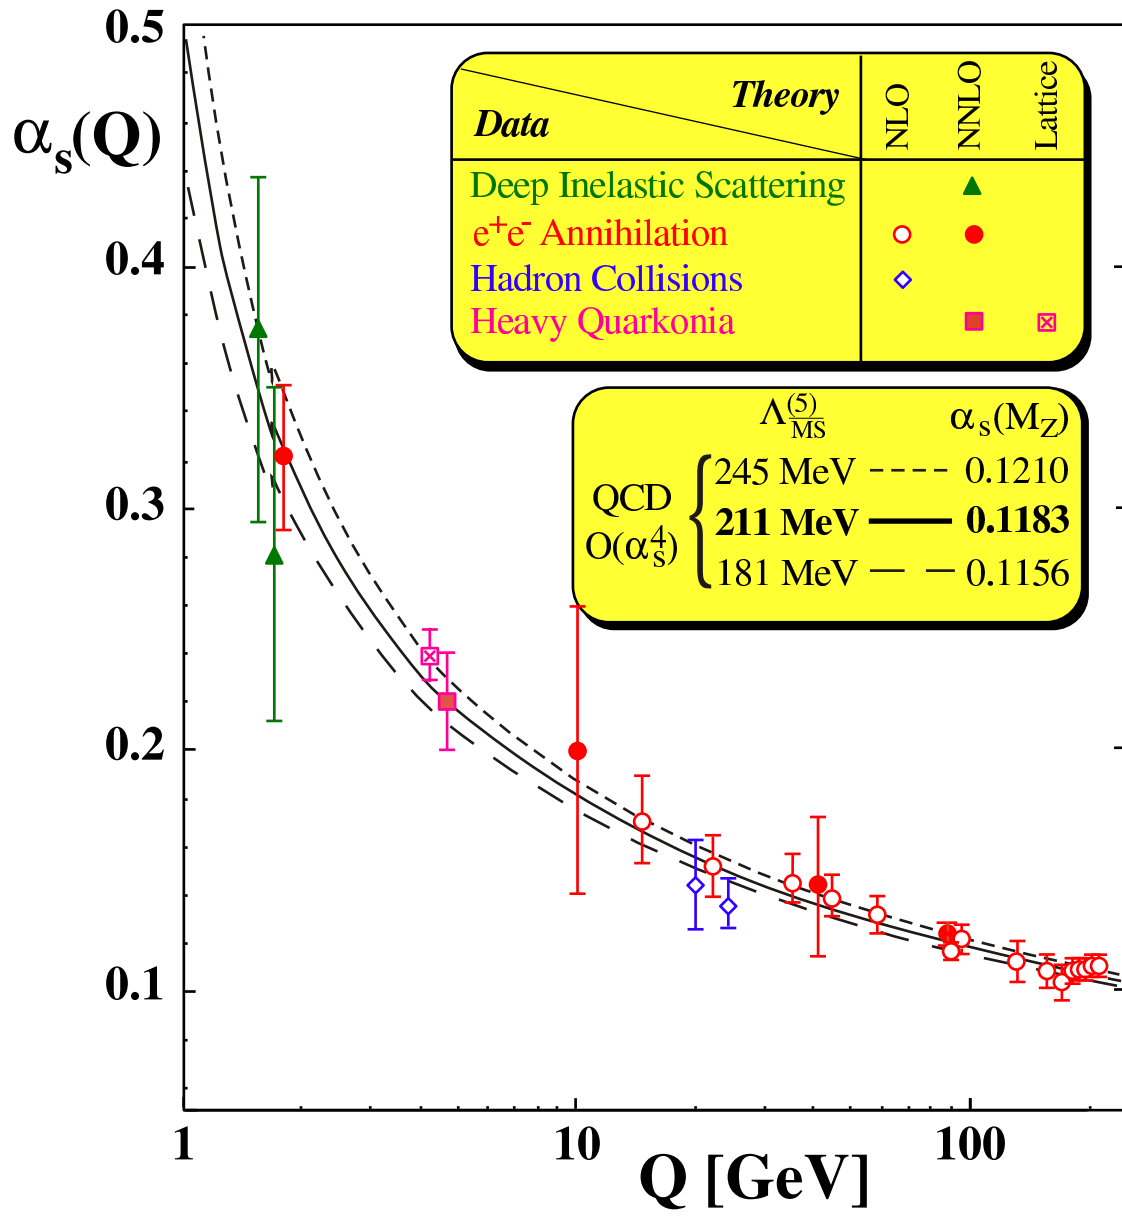 0.5
0.4
0.3
0.2
0.1
αs(Q)
1 10 100
Q [GeV]
Theory
Data
NLO
NNLO
Lattice
Deep Inelastic Scattering
e+e- Annihilation
Hadron Collisions
Heavy Quarkonia
Λ(5)MS αs(MZ)
QCD
O(αs4)
245 MeV 0.1210
211 MeV 0.1183
181 MeV 0.1156